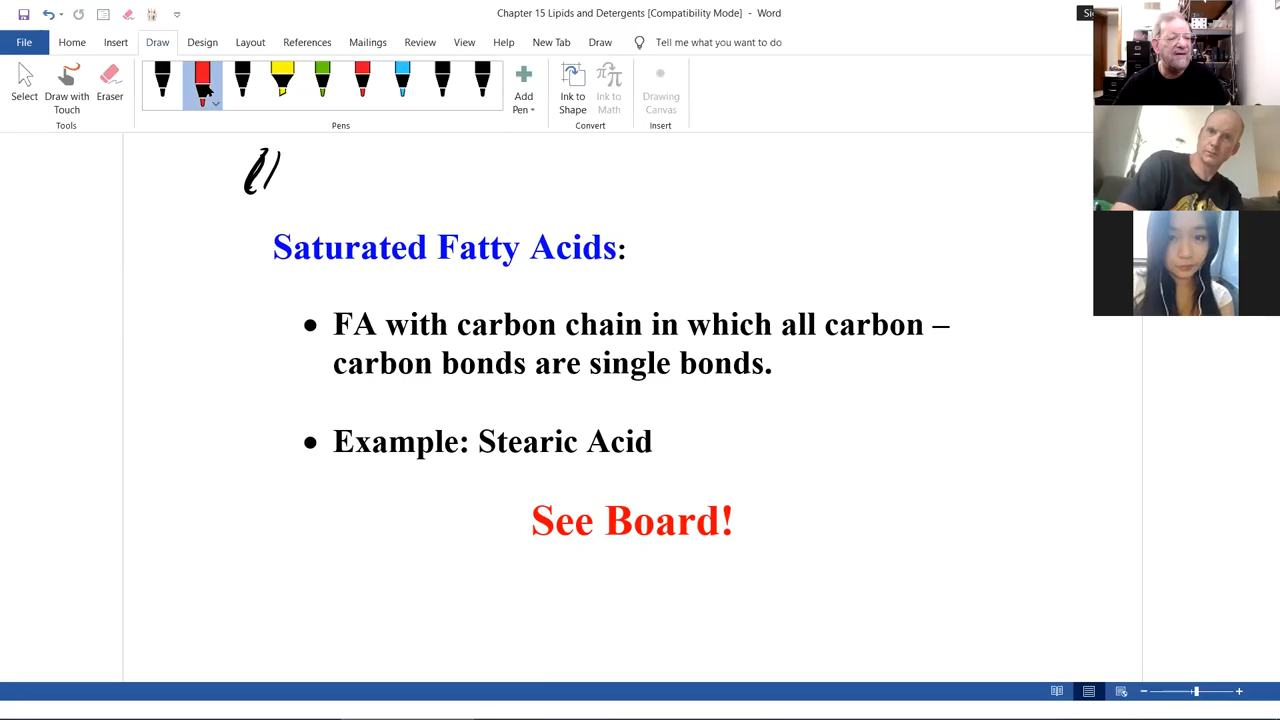 Chapter 15 Lipids and Detergents [Compatibility Mode] - Word
File Home Insert Draw Design Layout References Mailings Review View Help New Tab Draw Tell me what you want to do
Select
Draw with
Touch
Eraser
Add
Pen
Ink to
Shape
Ink to
Math
Drawing
Canvas
Tools
Pens
Convert
Insert
Saturated Fatty Acids:
• FA with carbon chain in which all carbon –
carbon bonds are single bonds.
• Example: Stearic Acid
See Board!